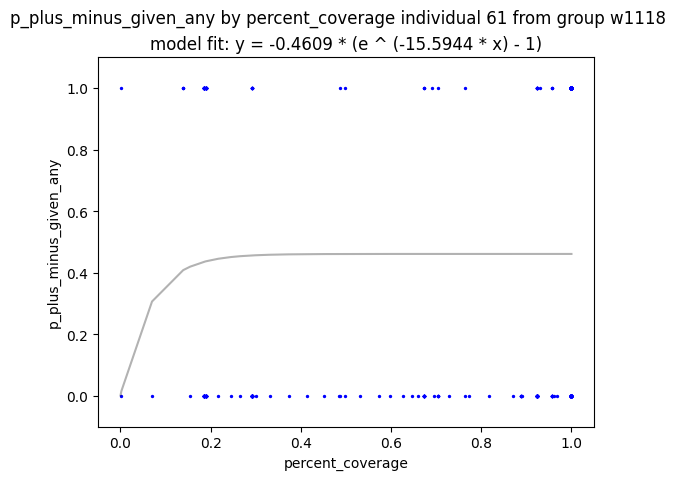 p_plus_minus_given_any by percent_coverage individual 61 from group w1118
model fit: y = -0.4609 * (e ^ (-15.5944 * x) - 1)
1.0
0.8
0.6
0.4
0.2
0.0
p_plus_minus_given_any
0.0 0.2 0.4 0.6 0.8 1.0
percent_coverage